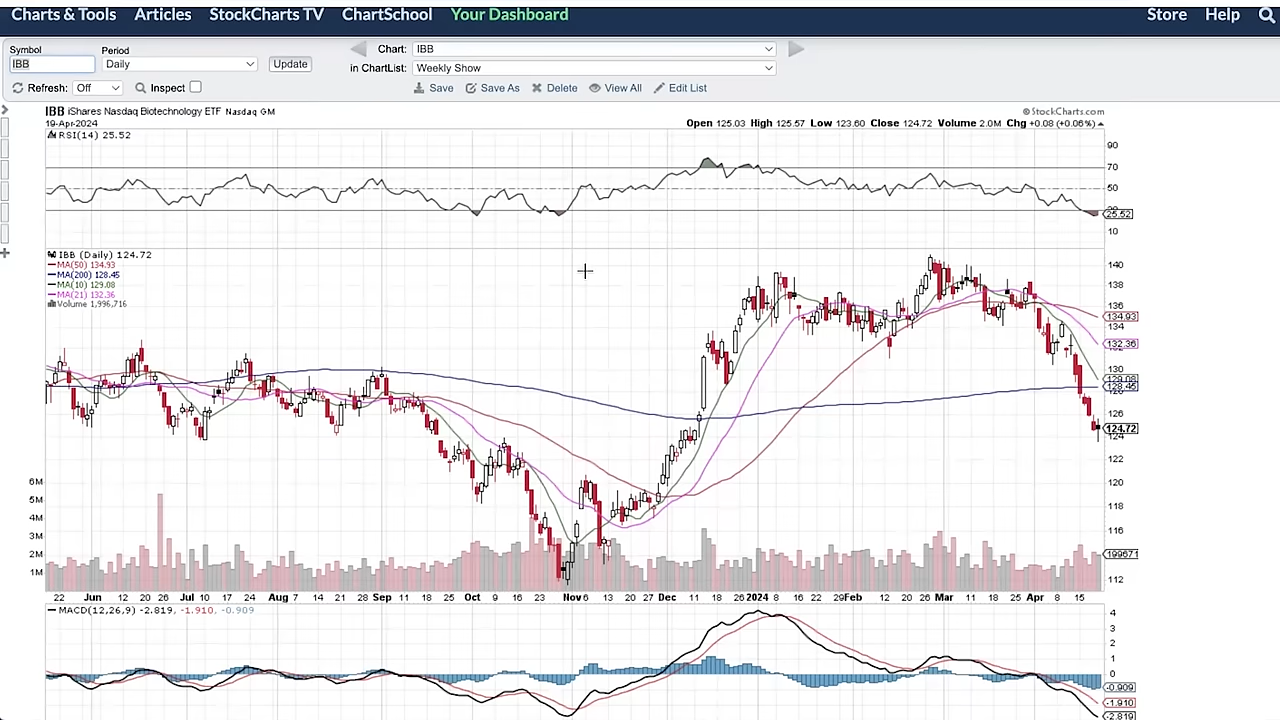 Charts & Tools Articles StockCharts TV ChartSchool Your Dashboard Store Help
Symbol Period Chart: IBB
IBB Daily Update in ChartList: Weekly Show
Refresh: Off Inspect Save Save As Delete View All Edit List
IBB iShares Nasdaq Biotechnology ETF Nasdaq GM ©StockCharts.com
19-Apr-2024 Open 125.03 High 125.57 Low 123.60 Close 124.72 Volume 2.0M Chg +0.08 (+0.06%)
RSI(14) 25.52
90
70
50
30
25.52
10
IBB (Daily) 124.72
MA(50) 134.93
MA(200) 128.45
MA(10) 129.08
MA(21) 132.36
Volume 1,996,716
140
138
136
134.93
134
132.36
130
129.08
128.45
126
124.72
124
122
120
118
116
199671
112
6M
5M
4M
3M
2M
1M
22 Jun 12 20 26 Jul 10 17 24 Aug 7 14 21 28 Sep 11 18 25 Oct 9 16 23 Nov 6 13 20 27 Dec 11 18 26 2024 8 16 22 29 Feb 12 20 26 Mar 11 18 25 Apr 8 15
MACD(12,26,9) -2.819, -1.910, -0.909
4
3
2
1
0
-0.909
-1.910
-2.819